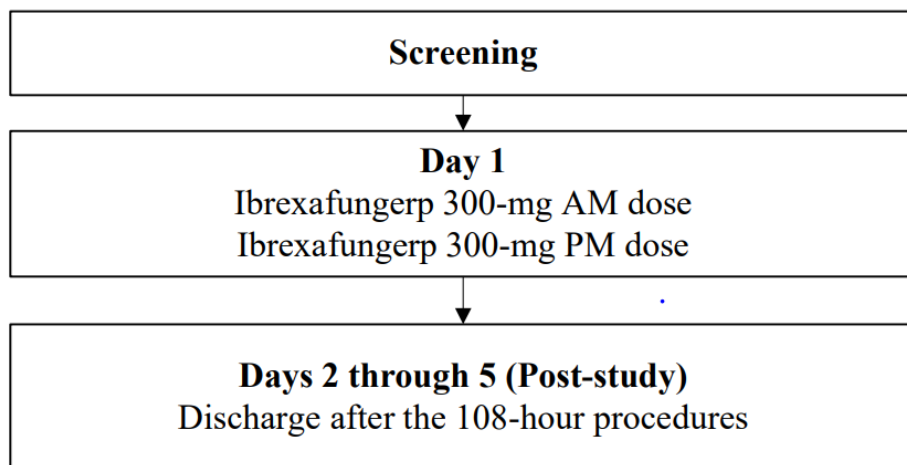 Screening
Day 1
Ibrexafungerp 300-mg AM dose
Ibrexafungerp 300-mg PM dose
Days 2 through 5 (Post-study)
Discharge after the 108-hour procedures